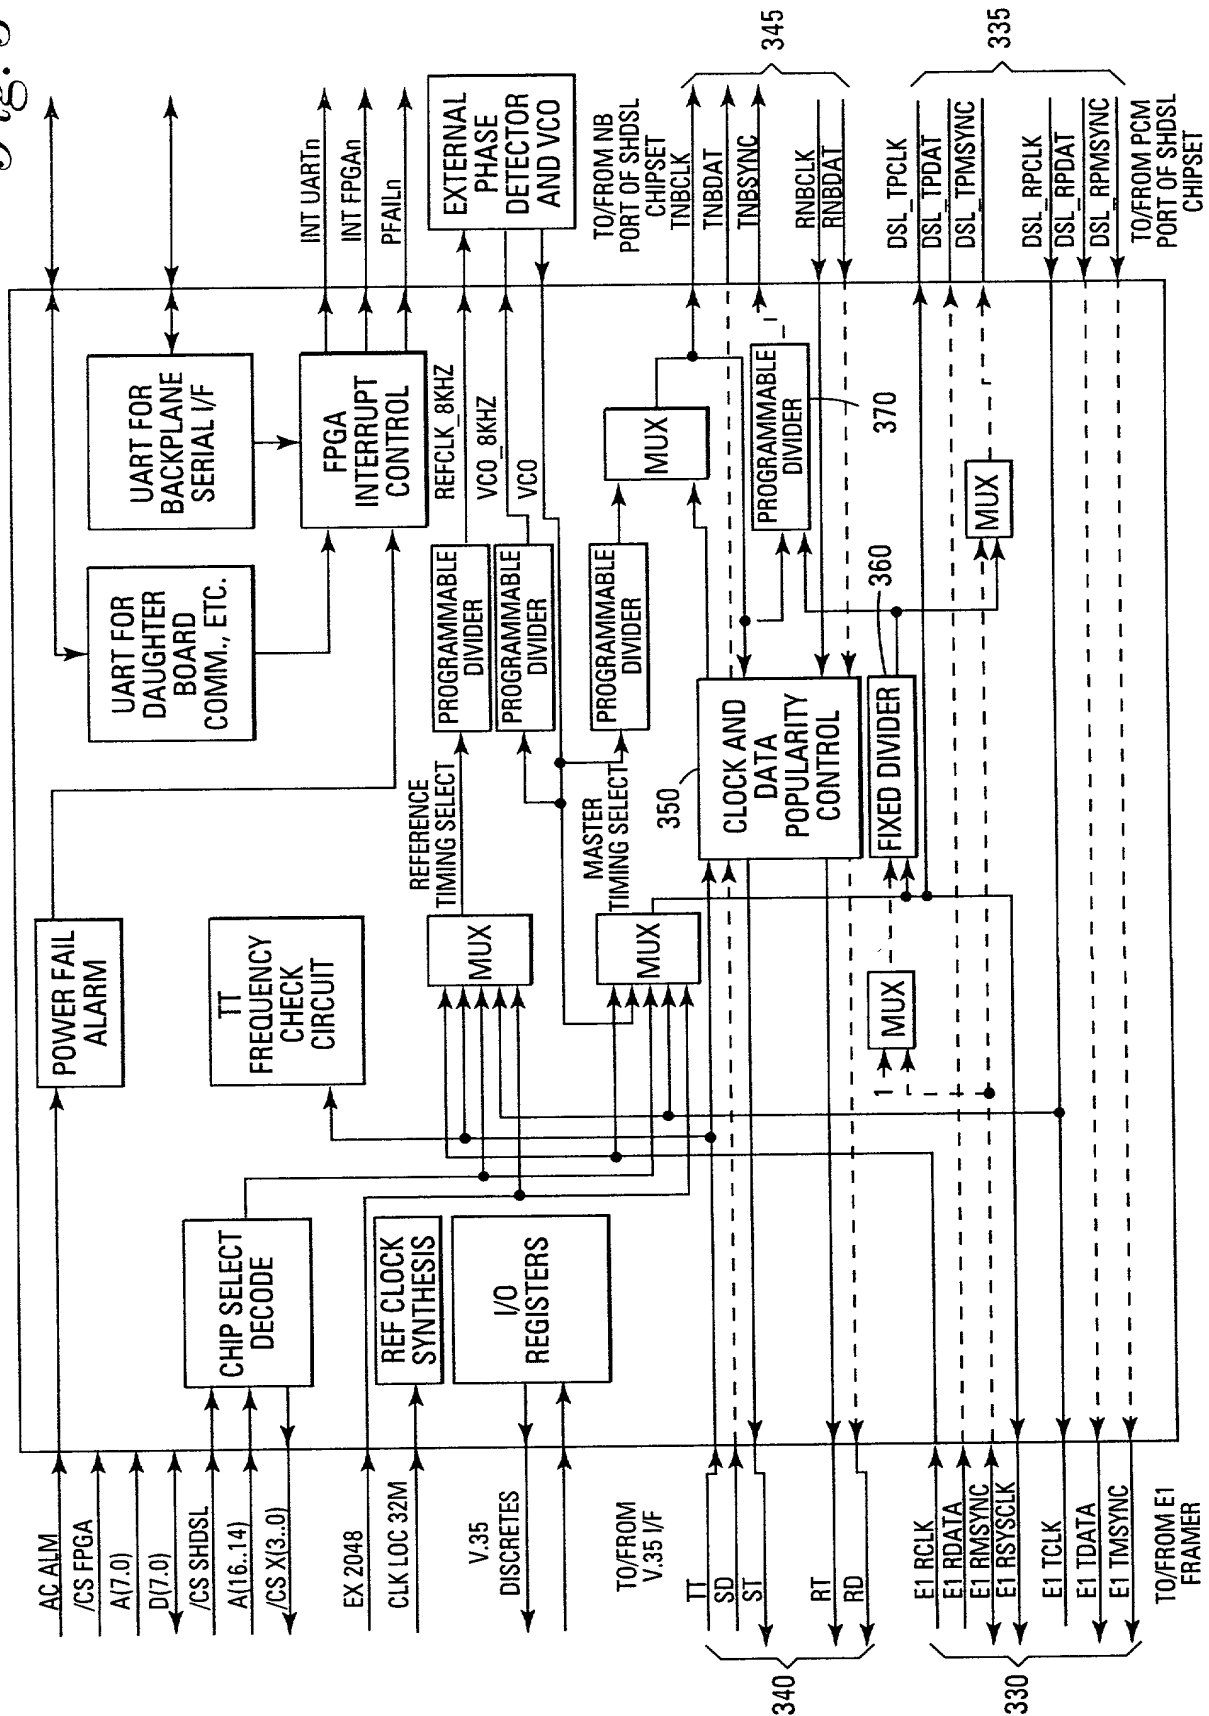 AC ALM
/CS FPGA
A(7.0)
D(7.0)
/CS SHDSL
A(16..14)
/CS X(3..0)
EX 2048
CLK LOC 32M
V.35
DISCRETES
TO/FROM
V.35 I/F
TT
SD
ST
RT
RD
340
E1 RCLK
E1 RDATA
E1 RMSYNC
E1 RSYSCLK
E1 TCLK
E1 TDATA
E1 TMSYNC
330
TO/FROM E1
FRAMER
POWER FAIL
ALARM
TT
FREQUENCY
CHECK
CIRCUIT
CHIP SELECT
DECODE
REF CLOCK
SYNTHESIS
I/O
REGISTERS
MUX
REFERENCE
TIMING SELECT
MUX
MASTER
TIMING SELECT
MUX
1
UART FOR
DAUGHTER
BOARD
COMM., ETC.
UART FOR
BACKPLANE
SERIAL I/F
FPGA
INTERRUPT
CONTROL
PROGRAMMABLE
DIVIDER
REFCLK_8KHZ
PROGRAMMABLE
DIVIDER
VCO_8KHZ
VCO
PROGRAMMABLE
DIVIDER
MUX
350
CLOCK AND
DATA
POPULARITY
CONTROL
360
FIXED DIVIDER
PROGRAMMABLE
DIVIDER
370
MUX
INT UARTn
INT FPGAn
PFAILn
EXTERNAL
PHASE
DETECTOR
AND VCO
TO/FROM NB
PORT OF SHDSL
CHIPSET
TNBCLK
TNBDAT
TNBSYNC
RNBCLK
RNBDAT
345
DSL_TPCLK
DSL_TPDAT
DSL_TPMSYNC
DSL_RPCLK
DSL_RPDAT
DSL_RPMSYNC
335
TO/FROM PCM
PORT OF SHDSL
CHIPSET